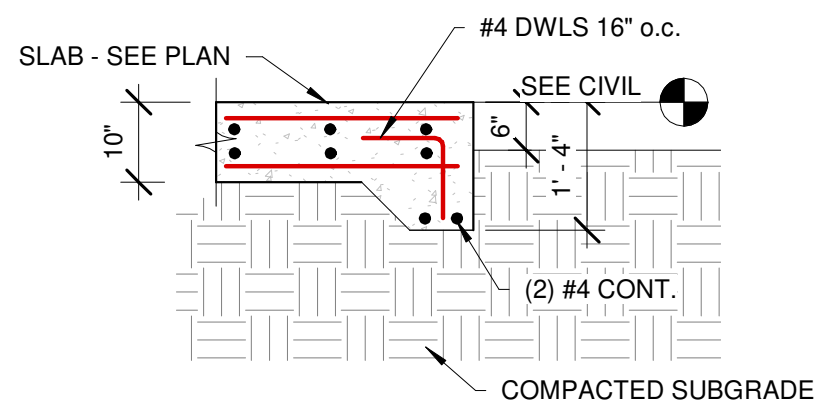 #4 DWLS 16" o.c.
SLAB - SEE PLAN
SEE CIVIL
10"
6"
1' - 4"
(2) #4 CONT.
COMPACTED SUBGRADE